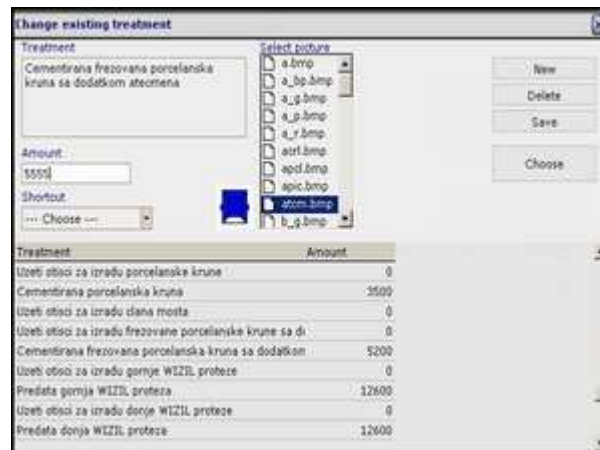 Change existing treatment
Treatment
Cementirana frezovana porcelanska
kruna sa dodatkom atecmena
Select picture
a.bmp
a_bp.bmp
a_g.bmp
a_p.bmp
a_r.bmp
acrl.bmp
apcl.bmp
apic.bmp
atcm.bmp
b_g.bmp
New
Delete
Save
Choose
Amount
5555
Shortcut
--- Choose ---
Treatment Amount
Uzeti otisci za izradu porcelanske krune 0
Cementirana porcelanska kruna 3500
Uzeti otisci za izradu clana mosta 0
Uzeti otisci za izradu frezovane porcelanske krune sa di 0
Cementirana frezovana porcelanska kruna sa dodatkon 5200
Uzeti otisci za izradu gornje WIZIL proteze 0
Predata gornja WIZIL proteza 12600
Uzeti otisci za izradu donje WIZIL proteze 0
Predata donja WIZIL proteza 12600